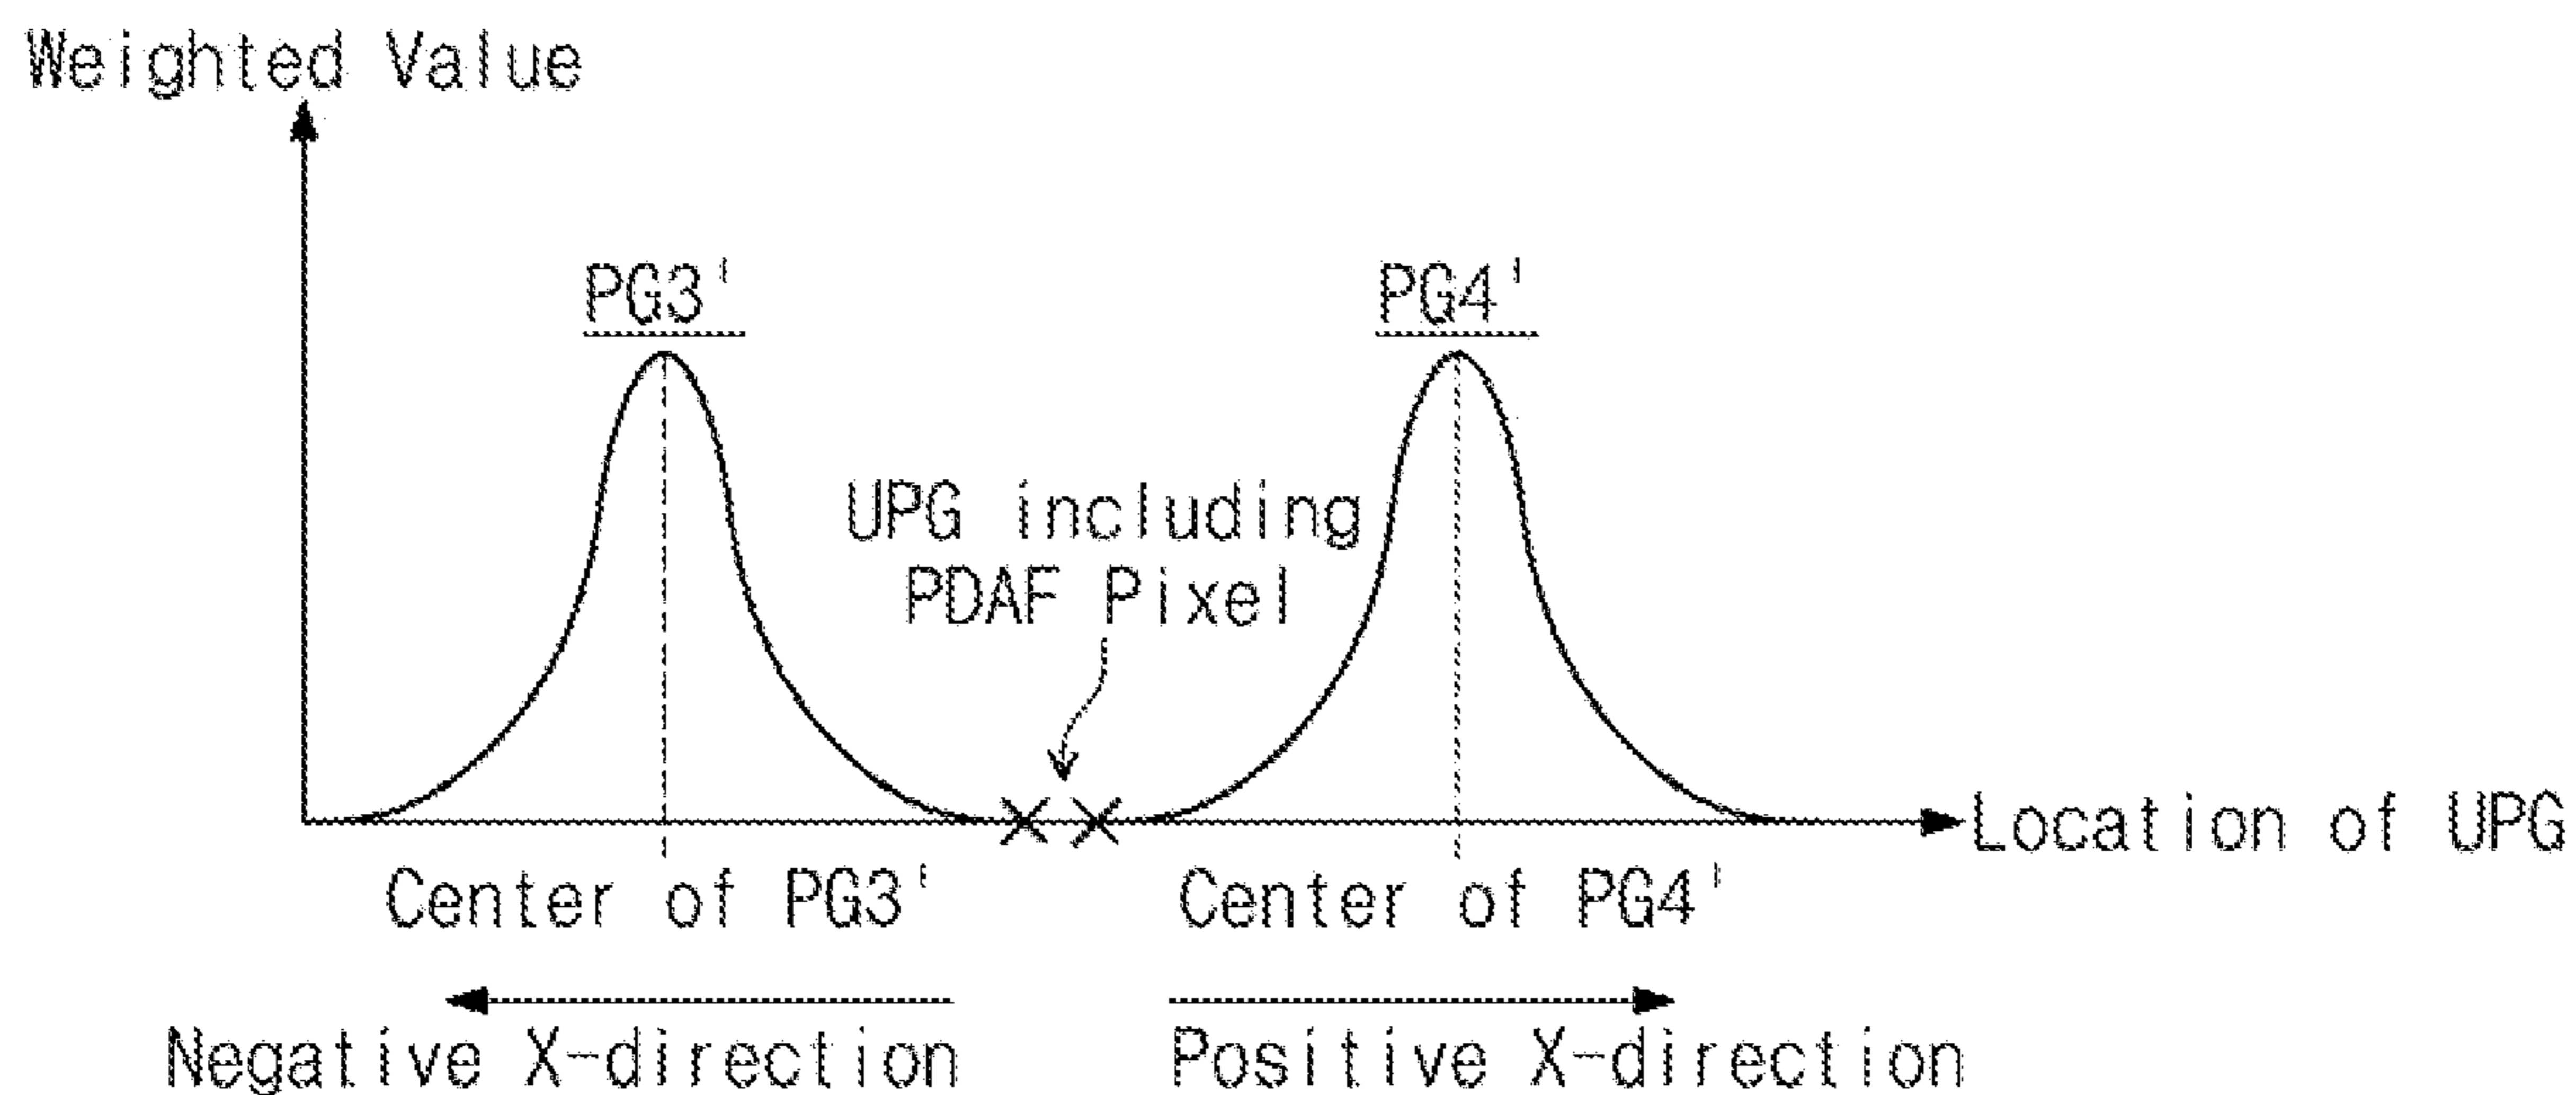 Weighted Value
PG3'
PG4'
UPG including
PDAF Pixel
Location of UPG
Center of PG3'
Center of PG4'
Negative X-direction
Positive X-direction